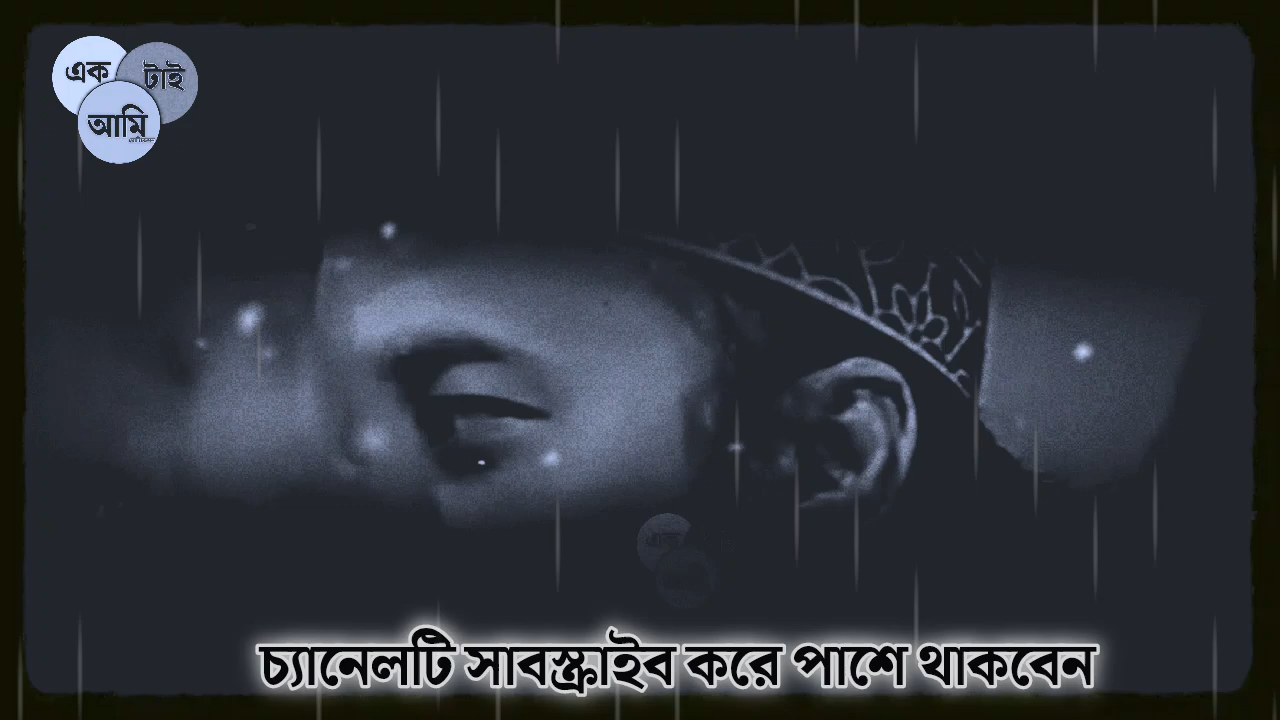 এক
টাই
আমি
চ্যানেলটি সাবস্ক্রাইব করে পাশে থাকবেন